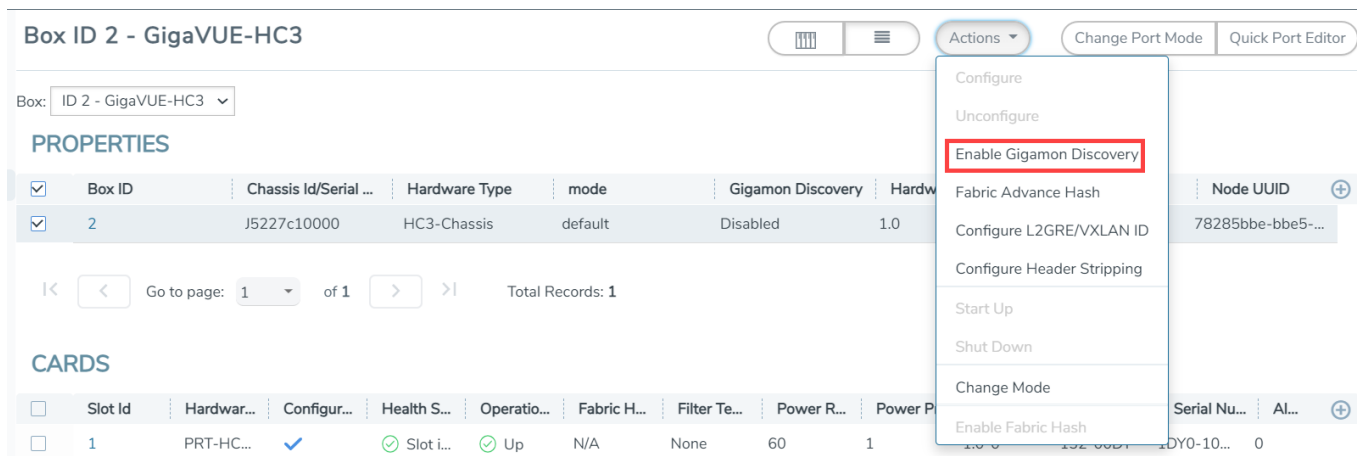 Box ID 2 - GigaVUE-HC3
Actions
Change Port Mode
Quick Port Editor
Box:
ID 2 - GigaVUE-HC3
Configure
Unconfigure
Enable Gigamon Discovery
Fabric Advance Hash
Configure L2GRE/VXLAN ID
Configure Header Stripping
Start Up
Shut Down
Change Mode
Enable Fabric Hash
PROPERTIES
Box ID Chassis Id/Serial ... Hardware Type mode Gigamon Discovery Hardw Node UUID
2 J5227c10000 HC3-Chassis default Disabled 1.0 78285bbe-bbe5-...
Go to page: 1 of 1 Total Records: 1
CARDS
Slot Id Hardwar... Configur... Health S... Operatio... Fabric H... Filter Te... Power R... Power P Serial Nu... Al...
1 PRT-HC... Slot i... Up N/A None 60 1 1DY0-10... 0